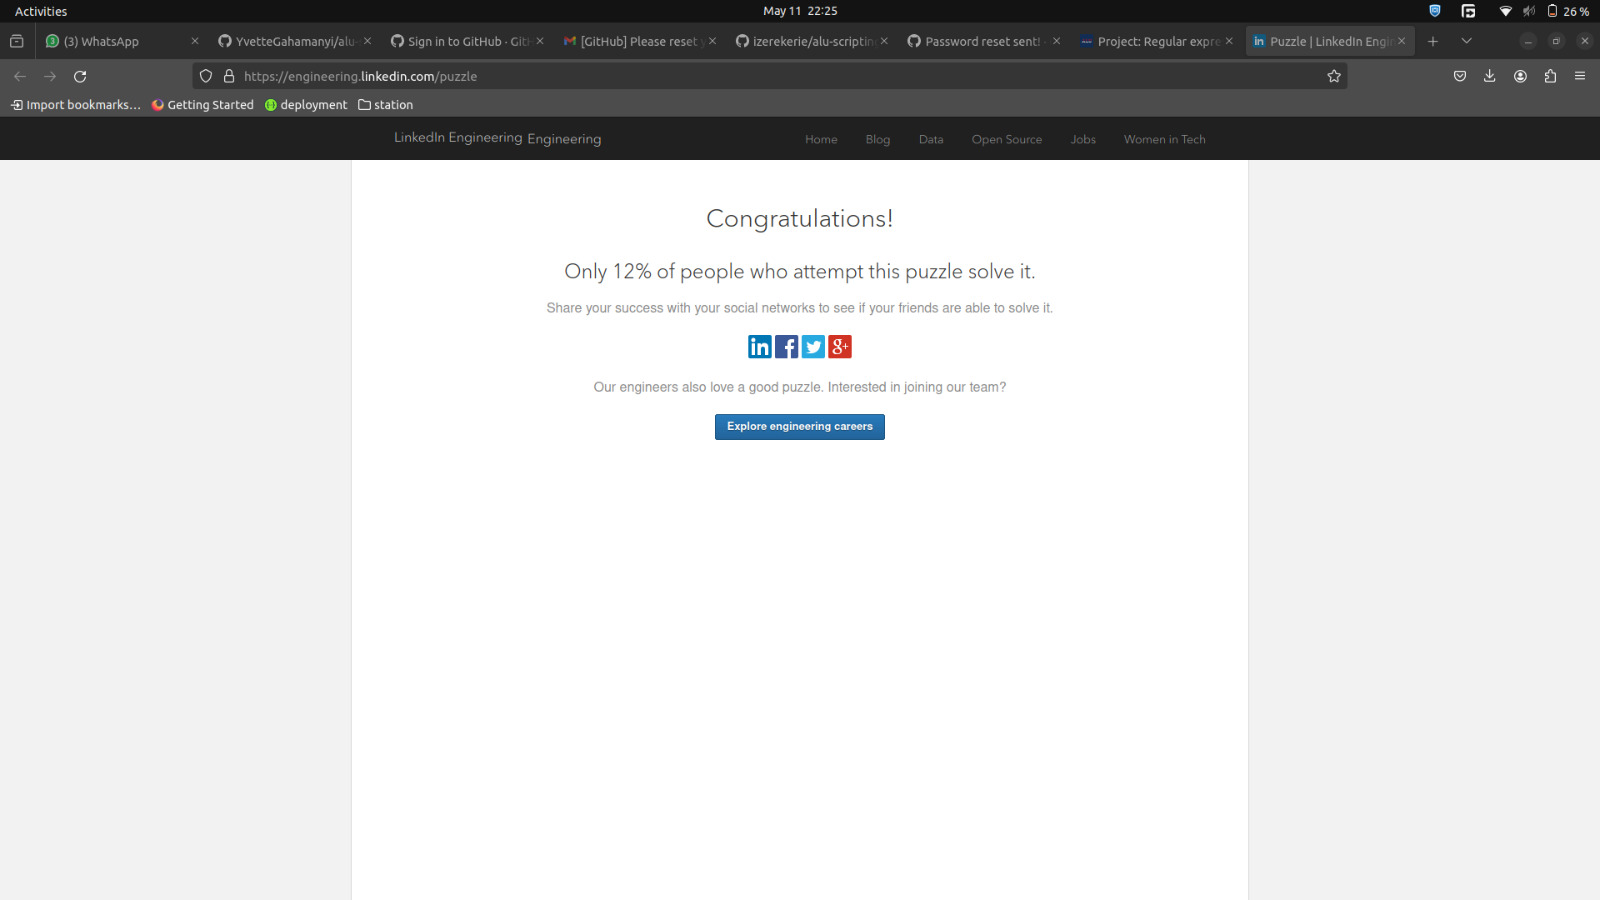 Activities
May 11 22:25
26 %
(3) WhatsApp
YvetteGahamanyi/alu-
Sign in to GitHub · Git
[GitHub] Please reset y
izerekerie/alu-scripting
Password reset sent! ·
Project: Regular expre
Puzzle | LinkedIn Engin
https://engineering.linkedin.com/puzzle
Import bookmarks...
Getting Started
deployment
station
LinkedIn Engineering Engineering
Home
Blog
Data
Open Source
Jobs
Women in Tech
Congratulations!
Only 12% of people who attempt this puzzle solve it.
Share your success with your social networks to see if your friends are able to solve it.
in
g+
Our engineers also love a good puzzle. Interested in joining our team?
Explore engineering careers